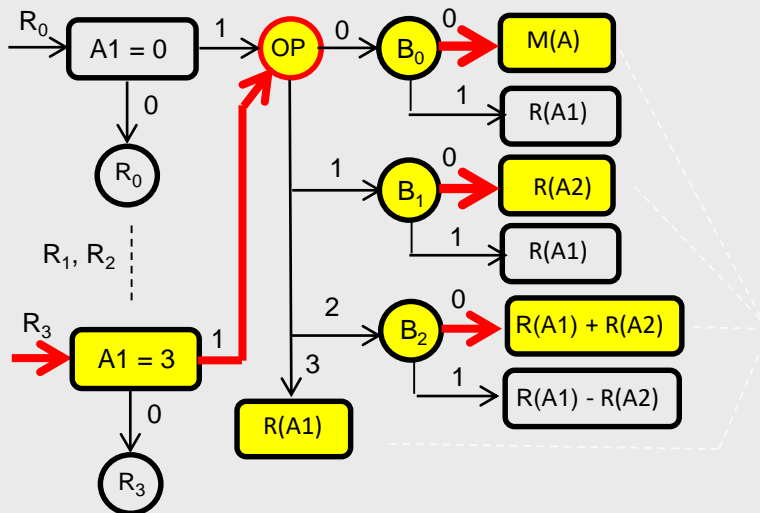 R0
A1 = 0
1
OP
0
B0
0
M(A)
1
R(A1)
0
R0
1
B1
0
R(A2)
1
R(A1)
R1, R2
R3
A1 = 3
1
2
B2
0
R(A1) + R(A2)
3
1
R(A1) - R(A2)
0
R(A1)
R3